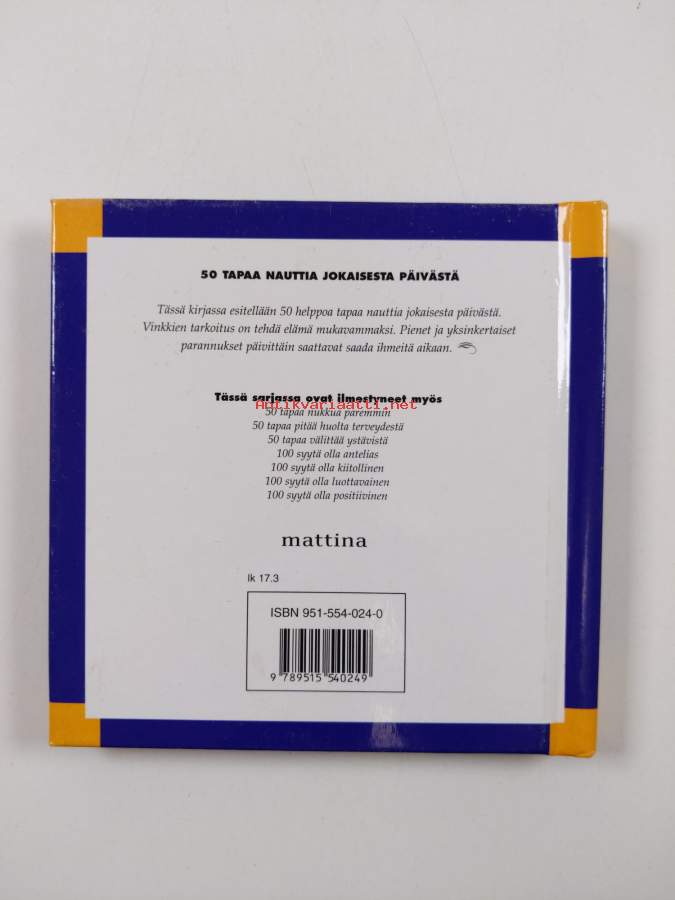 50 TAPAA NAUTTIA JOKAISESTA PÄIVÄSTÄ
Tässä kirjassa esitellään 50 helppoa tapaa nauttia jokaisesta päivästä.
Vinkkien tarkoitus on tehdä elämä mukavammaksi. Pienet ja yksinkertaiset
parannukset päivittäin saattavat saada ihmeitä aikaan.
Tässä sarjassa ovat ilmestyneet myös
Antikvariaatti.net
50 tapaa nukkua paremmin
50 tapaa pitää huolta terveydestä
50 tapaa välittää ystävistä
100 syytä olla antelias
100 syytä olla kiitollinen
100 syytä olla luottavainen
100 syytä olla positiivinen
mattina
lk 17.3
ISBN 951-554-024-0
9 789515 540249